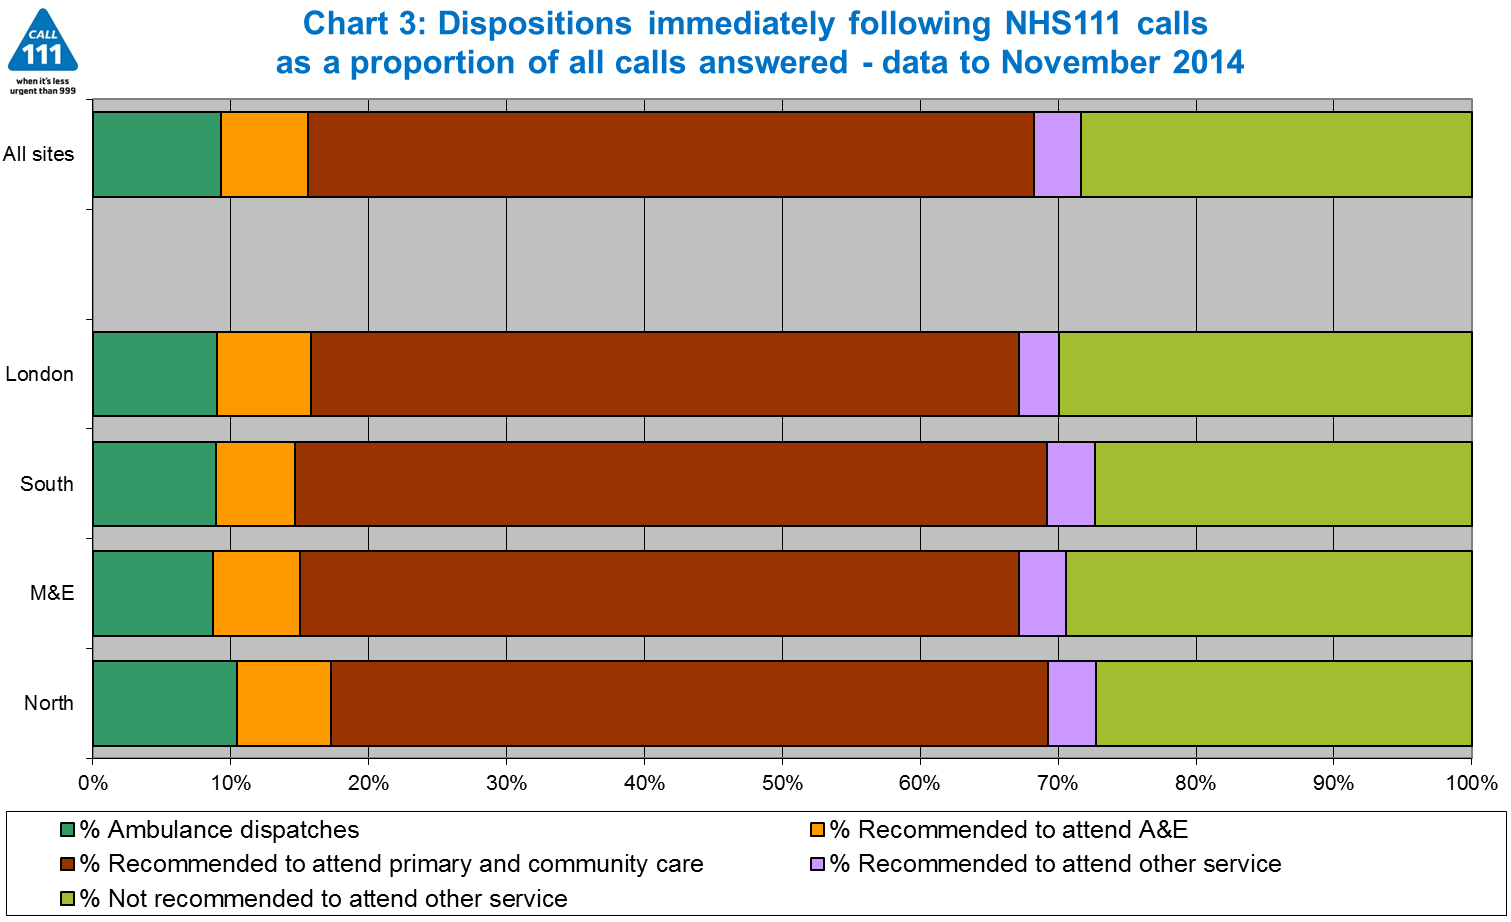 CALL
111
when it's less
urgent than 999
Chart 3: Dispositions immediately following NHS111 calls
as a proportion of all calls answered - data to November 2014
All sites
London
South
M&E
North
0% 10% 20% 30% 40% 50% 60% 70% 80% 90% 100%
% Ambulance dispatches % Recommended to attend A&E
% Recommended to attend primary and community care % Recommended to attend other service
% Not recommended to attend other service